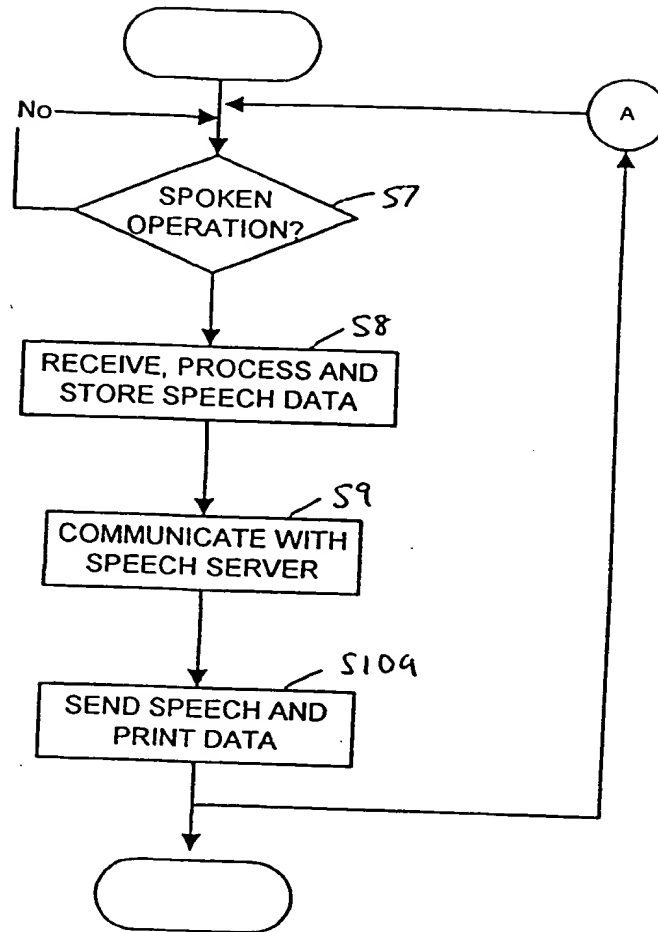 No
A
SPOKEN
OPERATION?
S7
S8
RECEIVE, PROCESS AND
STORE SPEECH DATA
S9
COMMUNICATE WITH
SPEECH SERVER
S10a
SEND SPEECH AND
PRINT DATA